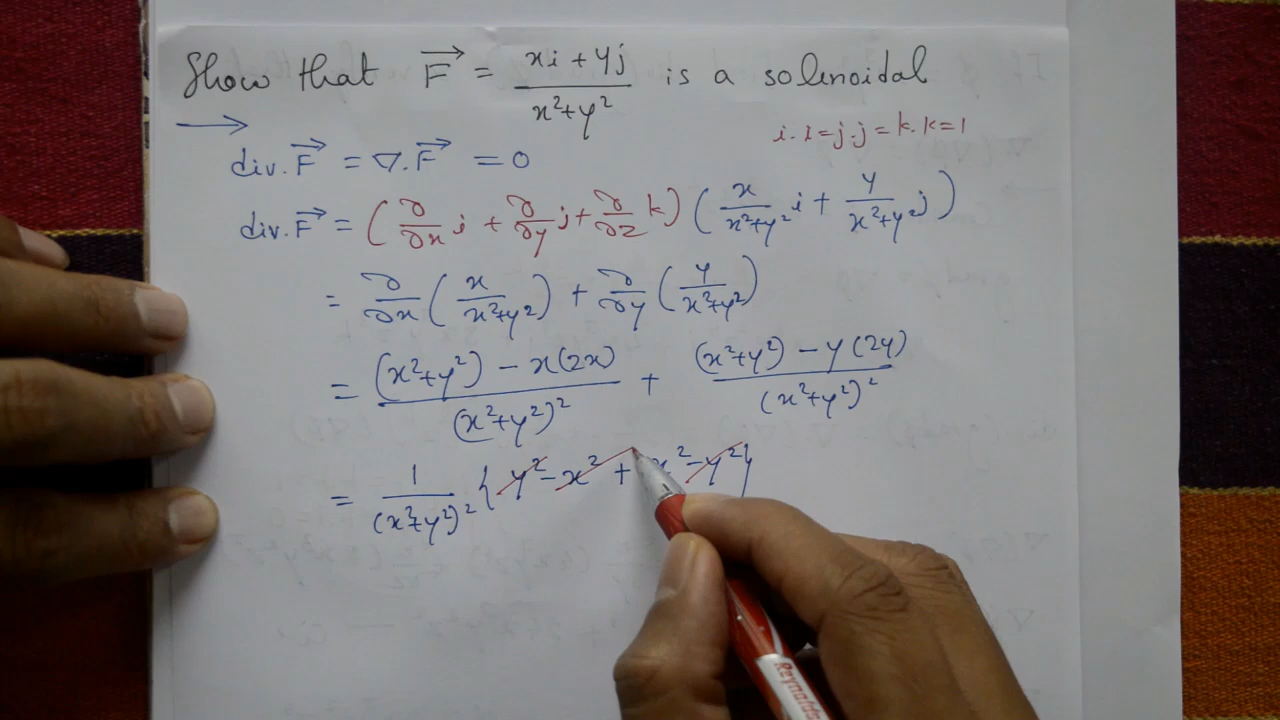 Show that F⃗ = (xi + yj)/(x²+y²) is a solenoidal
i.i=j.j=k.k=1
div.F⃗ = ∇.F⃗ = 0
div.F⃗ = (∂/∂x i + ∂/∂y j + ∂/∂z k) (x/(x²+y²) i + y/(x²+y²) j)
= ∂/∂x (x/(x²+y²)) + ∂/∂y (y/(x²+y²))
= ((x²+y²) – x(2x))/(x²+y²)² + ((x²+y²) – y(2y))/(x²+y²)²
= 1/(x²+y²)² { y² – x² + x² – y² }
Reynolds